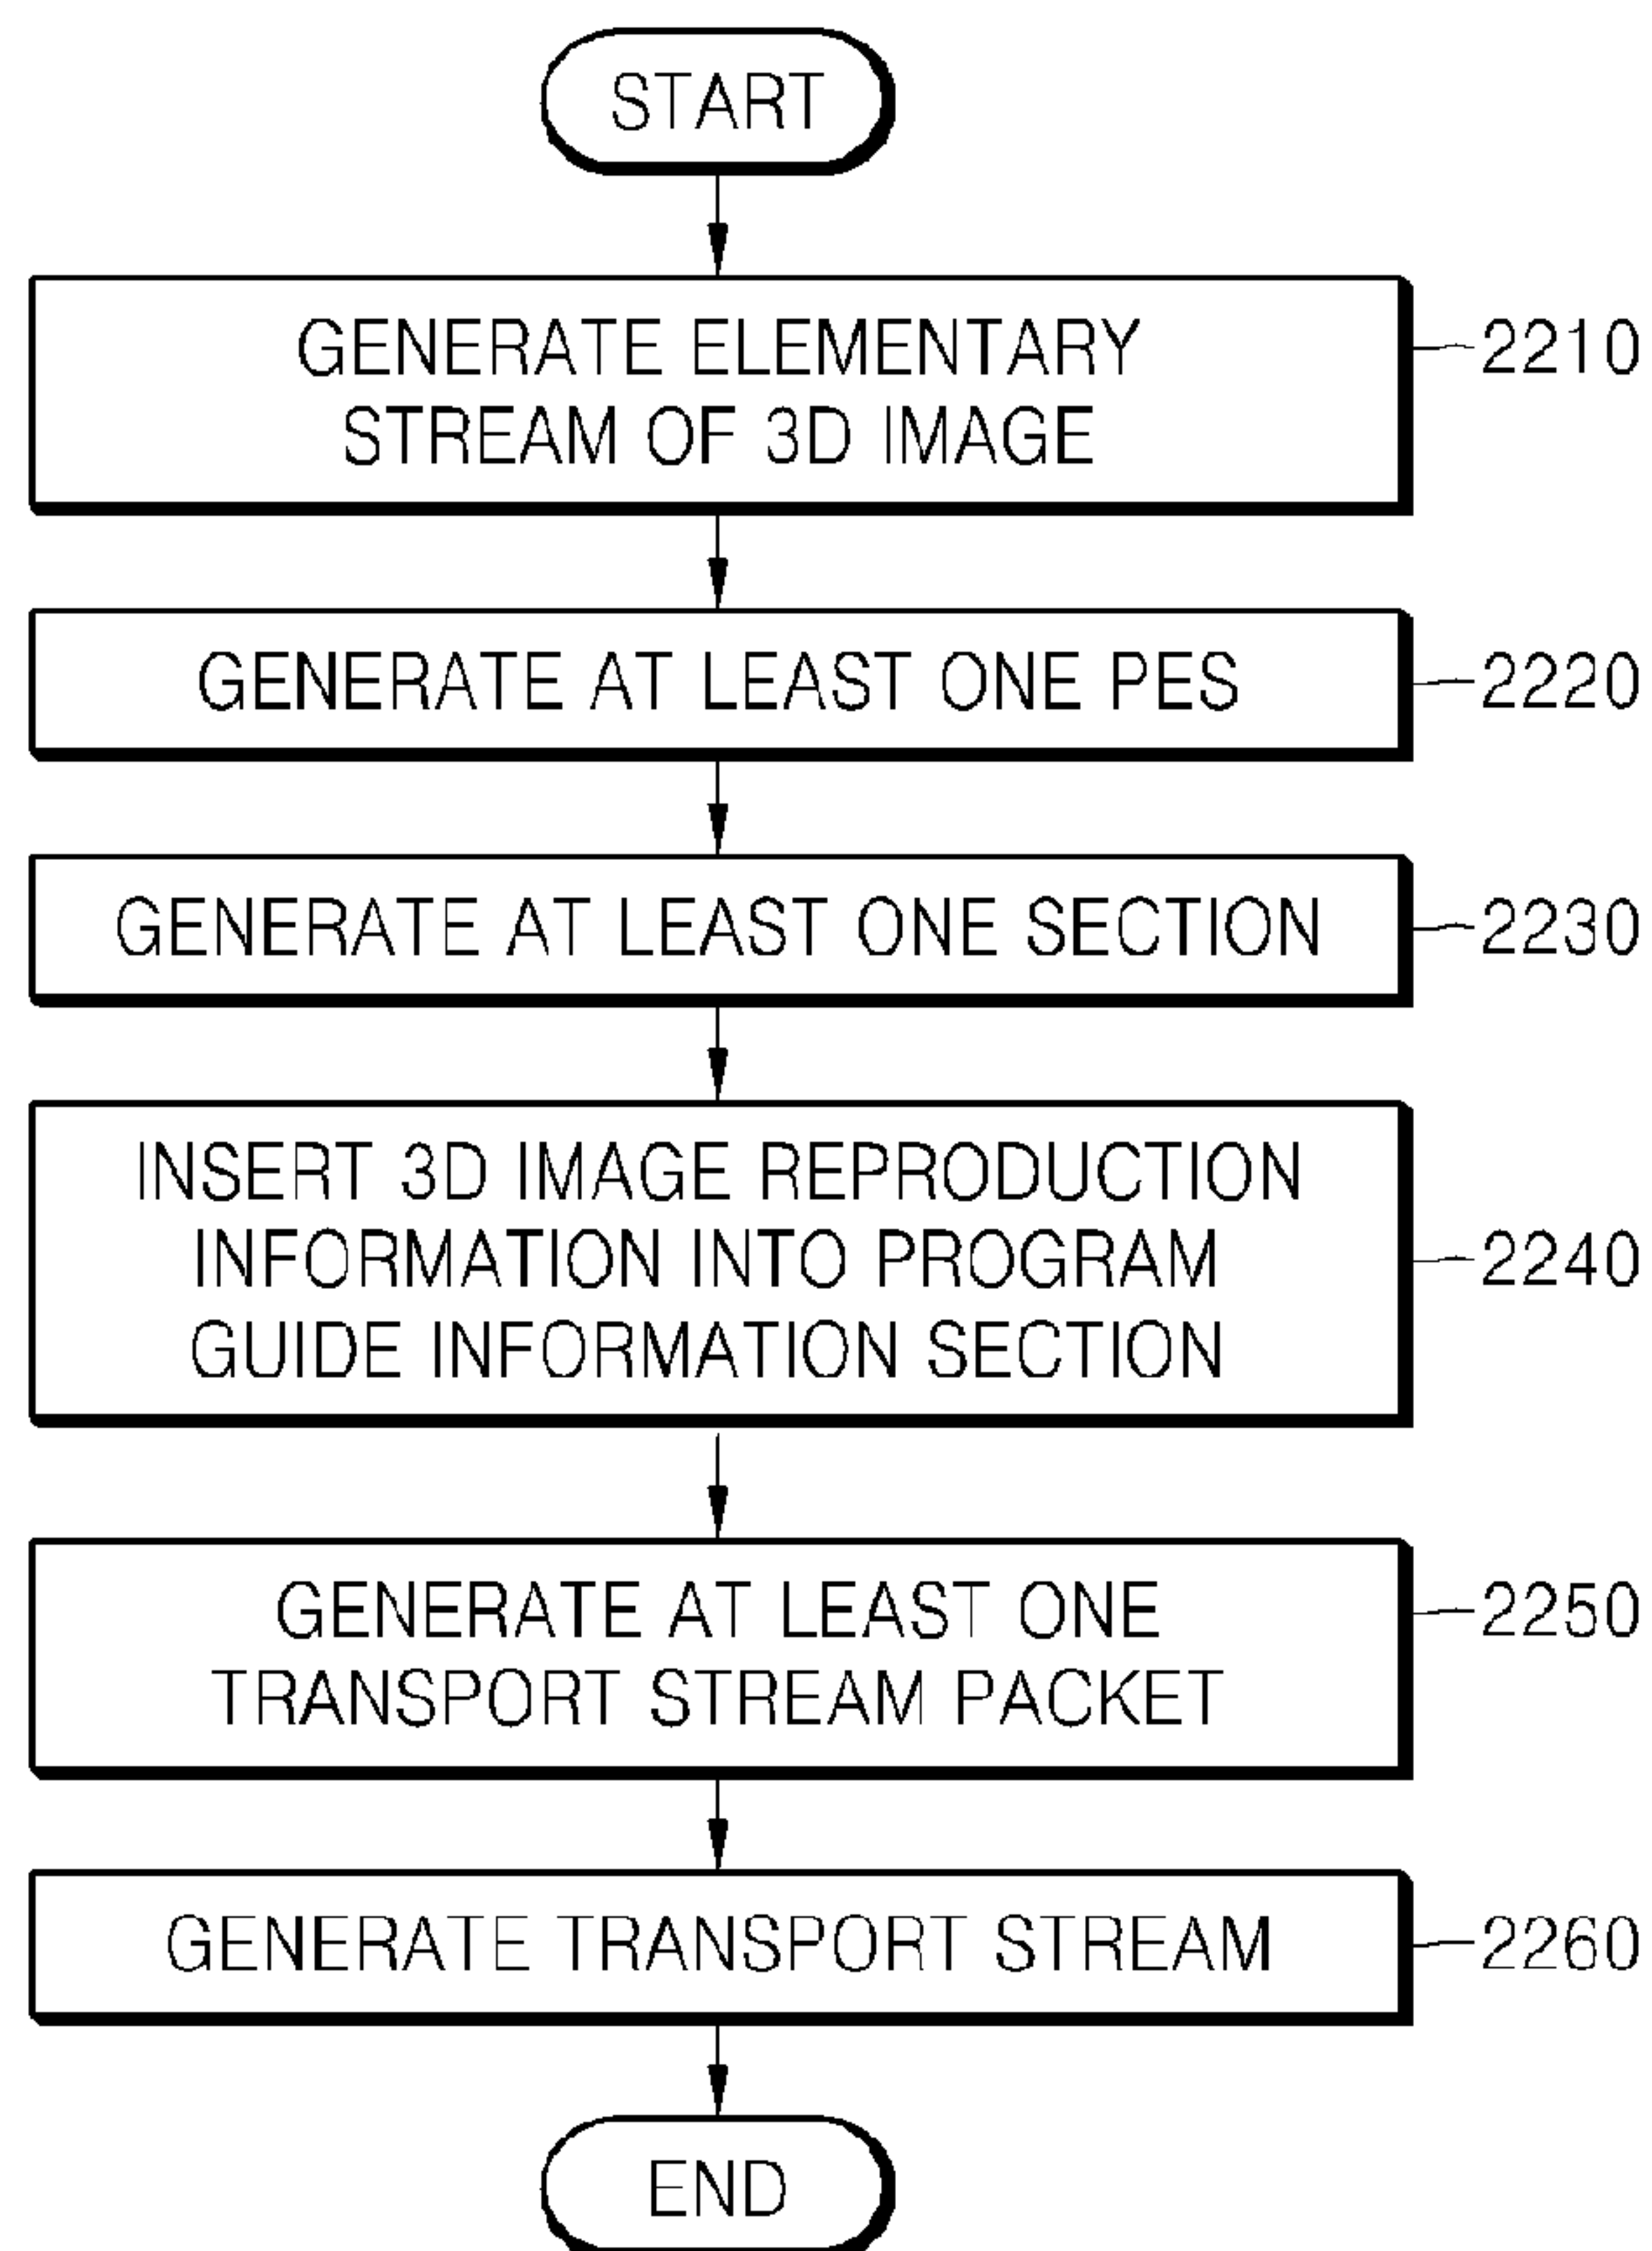 START
GENERATE ELEMENTARY
STREAM OF 3D IMAGE
2210
GENERATE AT LEAST ONE PES
2220
GENERATE AT LEAST ONE SECTION
2230
INSERT 3D IMAGE REPRODUCTION
INFORMATION INTO PROGRAM
GUIDE INFORMATION SECTION
2240
GENERATE AT LEAST ONE
TRANSPORT STREAM PACKET
2250
GENERATE TRANSPORT STREAM
2260
END